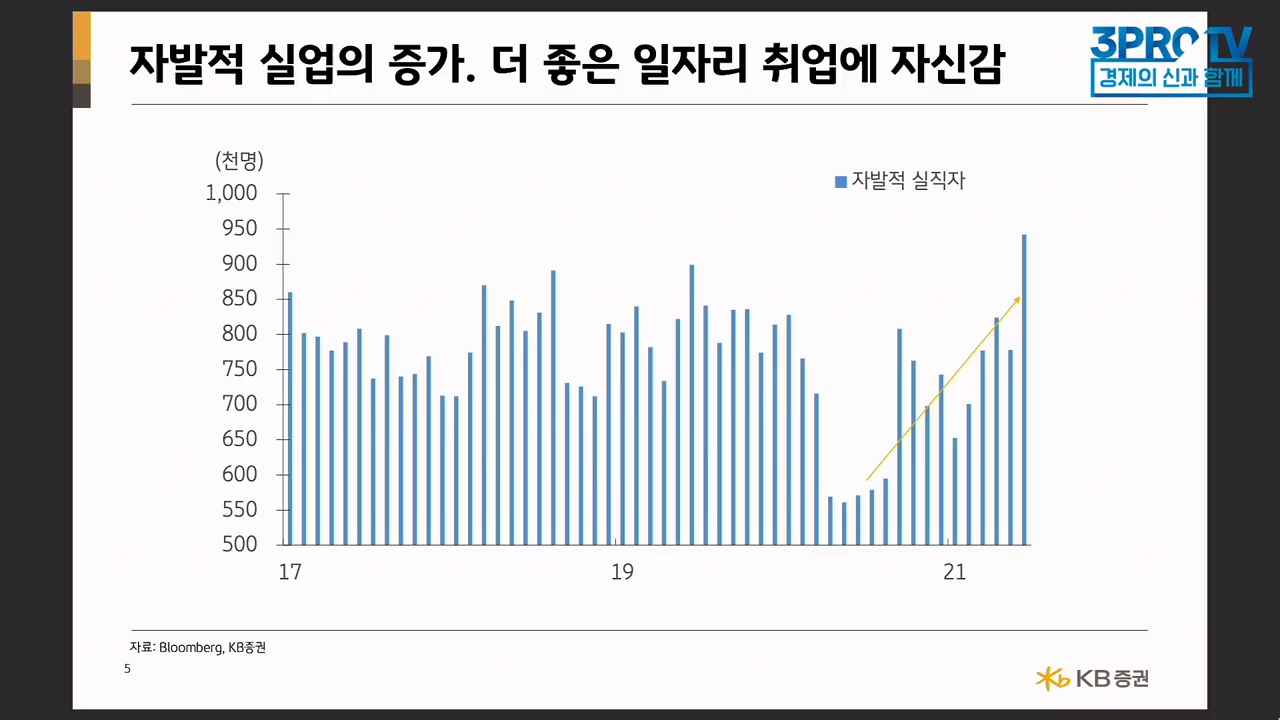 자발적 실업의 증가. 더 좋은 일자리 취업에 자신감
3PROTV
경제의 신과 함께
(천명)
자발적 실직자
1,000
950
900
850
800
750
700
650
600
550
500
17
19
21
자료: Bloomberg, KB증권
5
KB증권